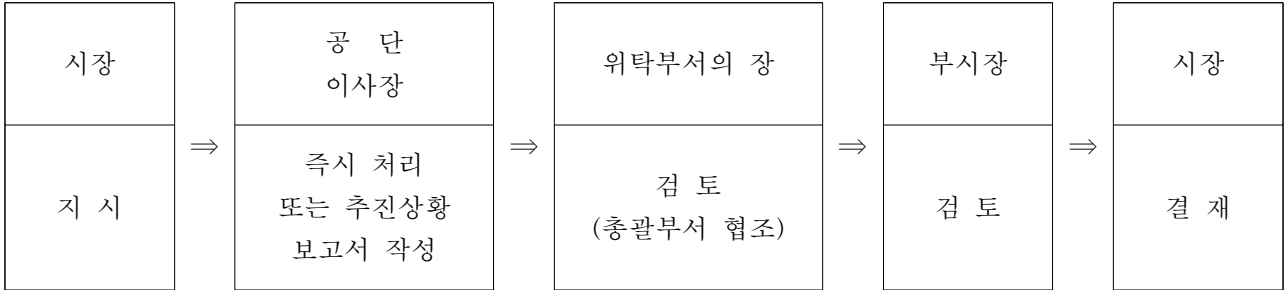 시장
지 시
⇒
공 단
이사장
즉시 처리
또는 추진상황
보고서 작성
⇒
위탁부서의 장
검 토
(총괄부서 협조)
⇒
부시장
검 토
⇒
시장
결 재